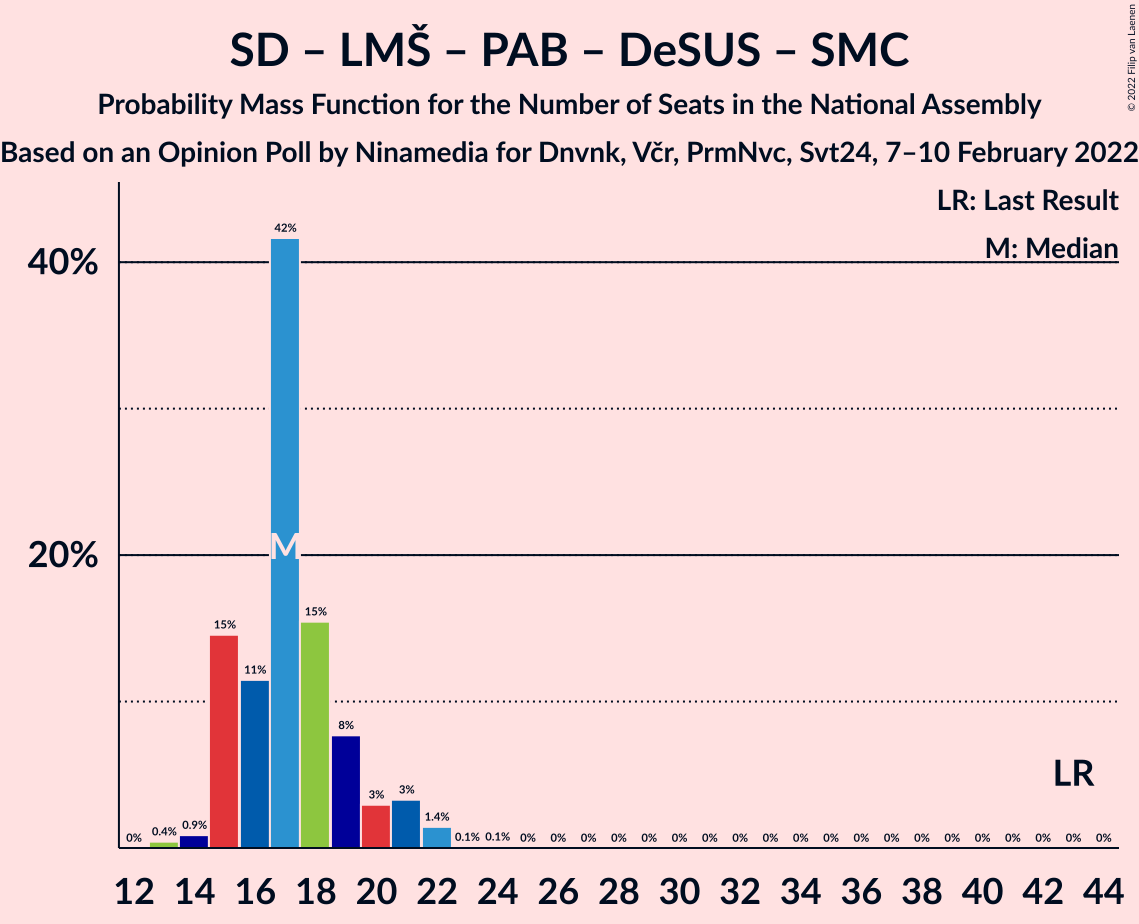 SD – LMŠ – PAB – DeSUS – SMC
Probability Mass Function for the Number of Seats in the National Assembly
Based on an Opinion Poll by Ninamedia for Dnvnk, Včr, PrmNvc, Svt24, 7–10 February 2022
© 2022 Filip van Laenen
LR: Last Result
M: Median
40%
20%
0% 0.4% 0.9% 15% 11% 42% 15% 8% 3% 3% 1.4% 0.1% 0.1% 0% 0% 0% 0% 0% 0% 0% 0% 0% 0% 0% 0% 0% 0% 0% 0% 0% 0% 0% 0%
M
LR
12 14 16 18 20 22 24 26 28 30 32 34 36 38 40 42 44